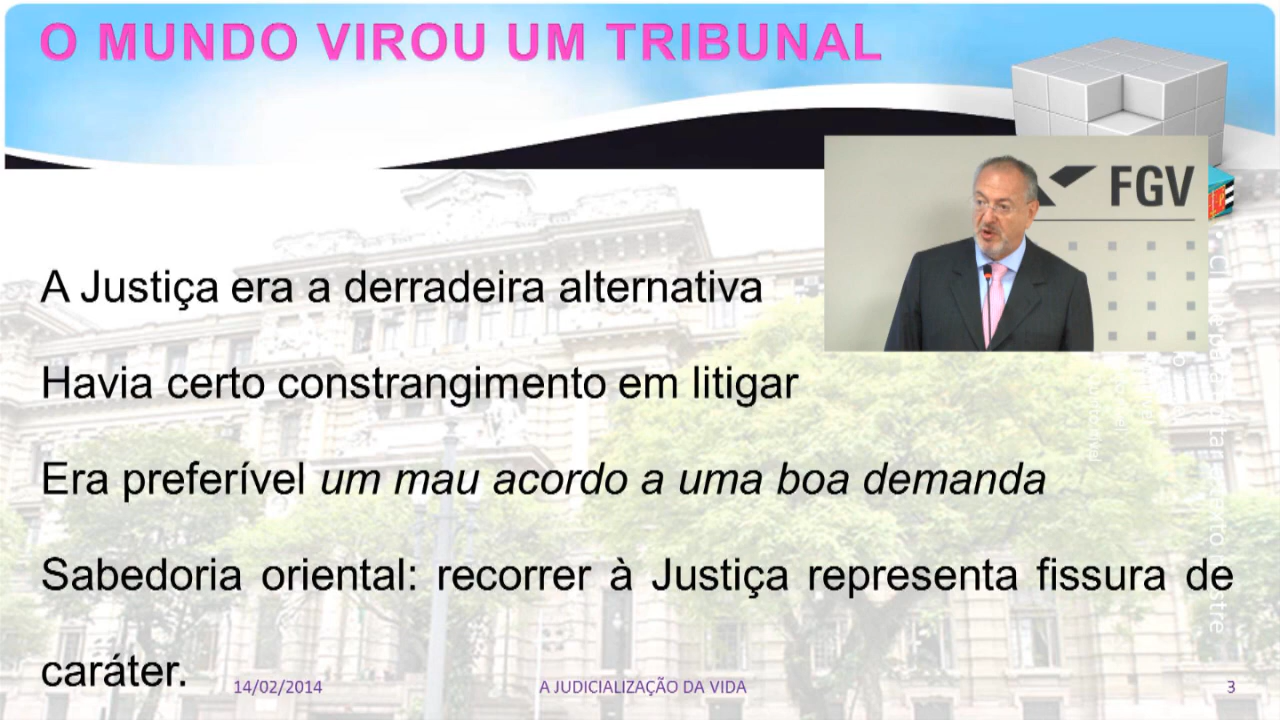 O MUNDO VIROU UM TRIBUNAL
FGV
A Justiça era a derradeira alternativa
Havia certo constrangimento em litigar
Era preferível um mau acordo a uma boa demanda
Sabedoria oriental: recorrer à Justiça representa fissura de
caráter.
14/02/2014
A JUDICIALIZAÇÃO DA VIDA
3